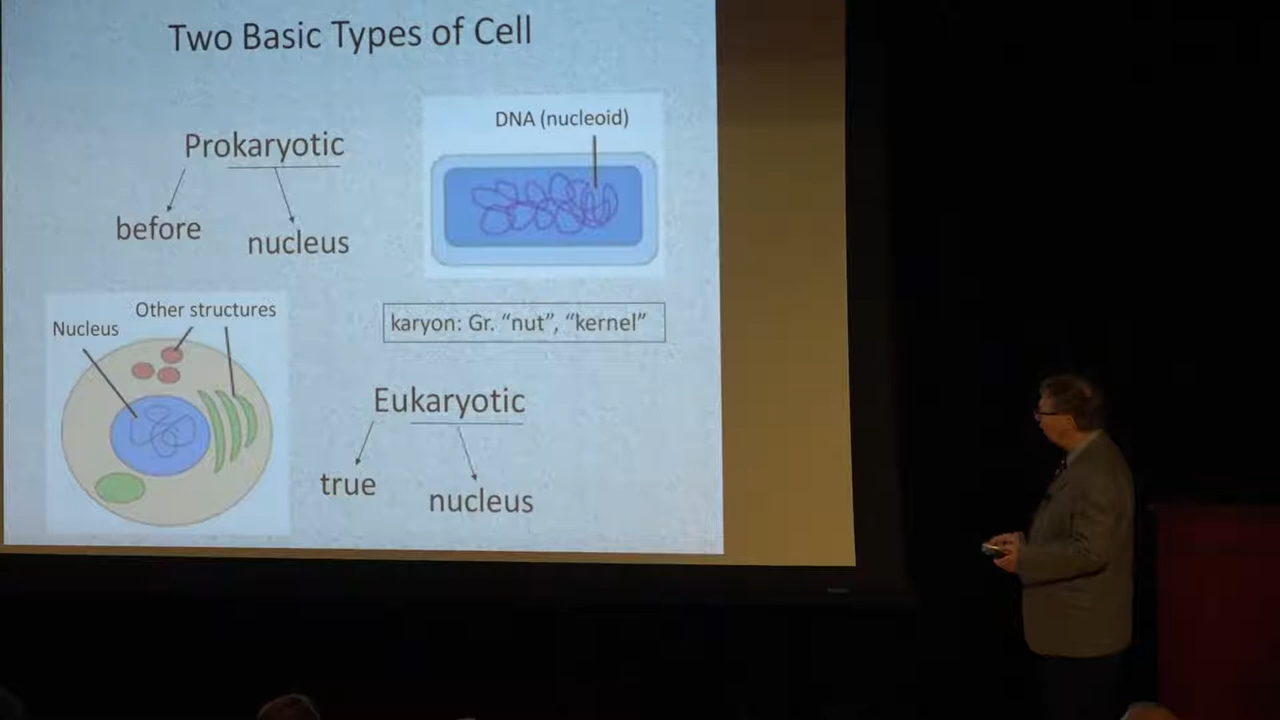 Two Basic Types of Cell
Prokaryotic
before
nucleus
DNA (nucleoid)
Other structures
Nucleus
karyon: Gr. “nut”, “kernel”
Eukaryotic
true
nucleus